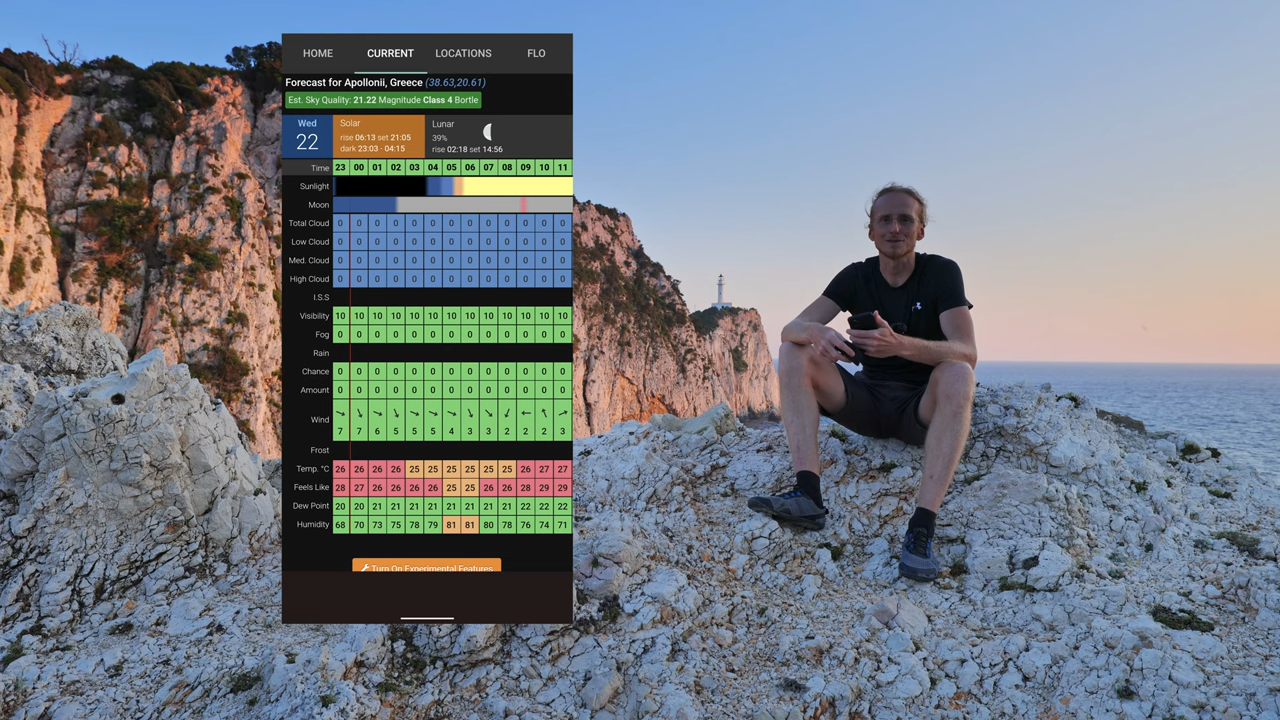 HOME CURRENT LOCATIONS FLO
Forecast for Apollonii, Greece (38.63,20.61)
Est. Sky Quality: 21.22 Magnitude Class 4 Bortle
Wed
22
Solar
rise 06:13 set 21:05
dark 23:03 - 04:15
Lunar
39%
rise 02:18 set 14:56
Time 23 00 01 02 03 04 05 06 07 08 09 10 11
Sunlight
Moon
Total Cloud 0 0 0 0 0 0 0 0 0 0 0 0 0
Low Cloud 0 0 0 0 0 0 0 0 0 0 0 0 0
Med. Cloud 0 0 0 0 0 0 0 0 0 0 0 0 0
High Cloud 0 0 0 0 0 0 0 0 0 0 0 0 0
I.S.S
Visibility 10 10 10 10 10 10 10 10 10 10 10 10 10
Fog 0 0 0 0 0 0 0 0 0 0 0 0 0
Rain
Chance 0 0 0 0 0 0 0 0 0 0 0 0 0
Amount 0 0 0 0 0 0 0 0 0 0 0 0 0
Wind 7 7 6 5 5 5 4 3 3 2 2 2 3
Frost
Temp. °C 26 26 26 26 25 25 25 25 25 25 26 27 27
Feels Like 28 27 26 26 26 26 25 25 26 26 28 29 29
Dew Point 20 20 21 21 21 21 21 21 21 21 22 22 22
Humidity 68 70 73 75 78 79 81 81 80 78 76 74 71
Turn On Experimental Features